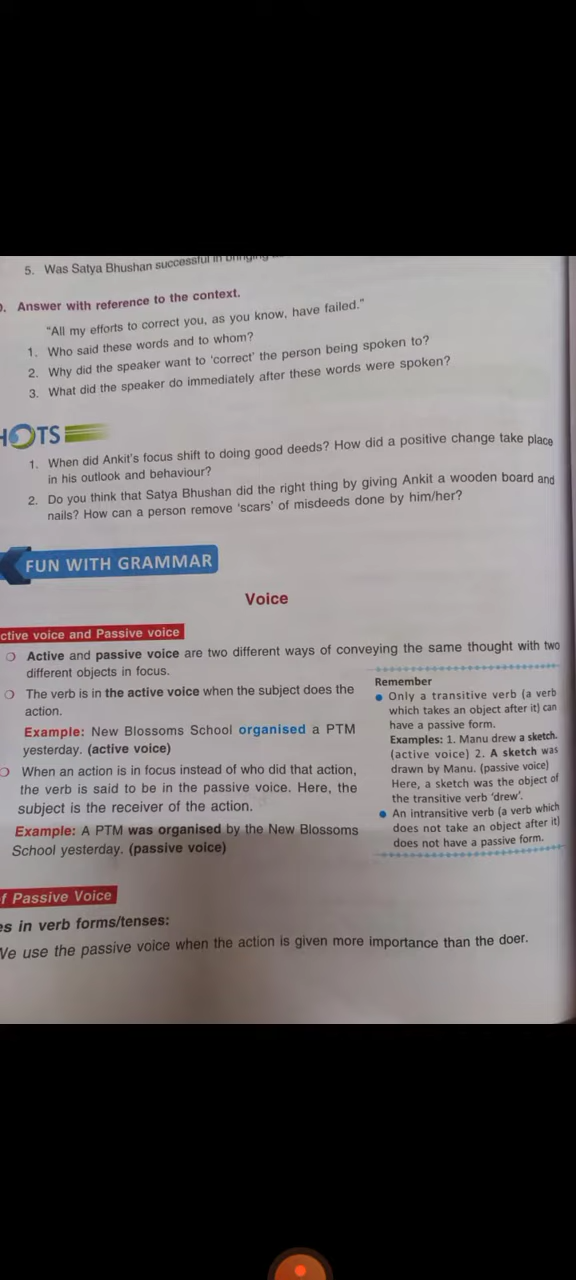 5. Was Satya Bhushan successful in bringing
Answer with reference to the context.
"All my efforts to correct you, as you know, have failed."
1. Who said these words and to whom?
2. Why did the speaker want to 'correct' the person being spoken to?
3. What did the speaker do immediately after these words were spoken?
HOTS
1. When did Ankit's focus shift to doing good deeds? How did a positive change take place
in his outlook and behaviour?
2. Do you think that Satya Bhushan did the right thing by giving Ankit a wooden board and
nails? How can a person remove 'scars' of misdeeds done by him/her?
FUN WITH GRAMMAR
Voice
ctive voice and Passive voice
Active and passive voice are two different ways of conveying the same thought with two
different objects in focus.
The verb is in the active voice when the subject does the
action.
Example: New Blossoms School organised a PTM
yesterday. (active voice)
When an action is in focus instead of who did that action,
the verb is said to be in the passive voice. Here, the
subject is the receiver of the action.
Example: A PTM was organised by the New Blossoms
School yesterday. (passive voice)
Remember
Only a transitive verb (a verb
which takes an object after it) can
have a passive form.
Examples: 1. Manu drew a sketch.
(active voice) 2. A sketch was
drawn by Manu. (passive voice)
Here, a sketch was the object of
the transitive verb 'drew'.
An intransitive verb (a verb which
does not take an object after it)
does not have a passive form.
f Passive Voice
es in verb forms/tenses:
We use the passive voice when the action is given more importance than the doer.